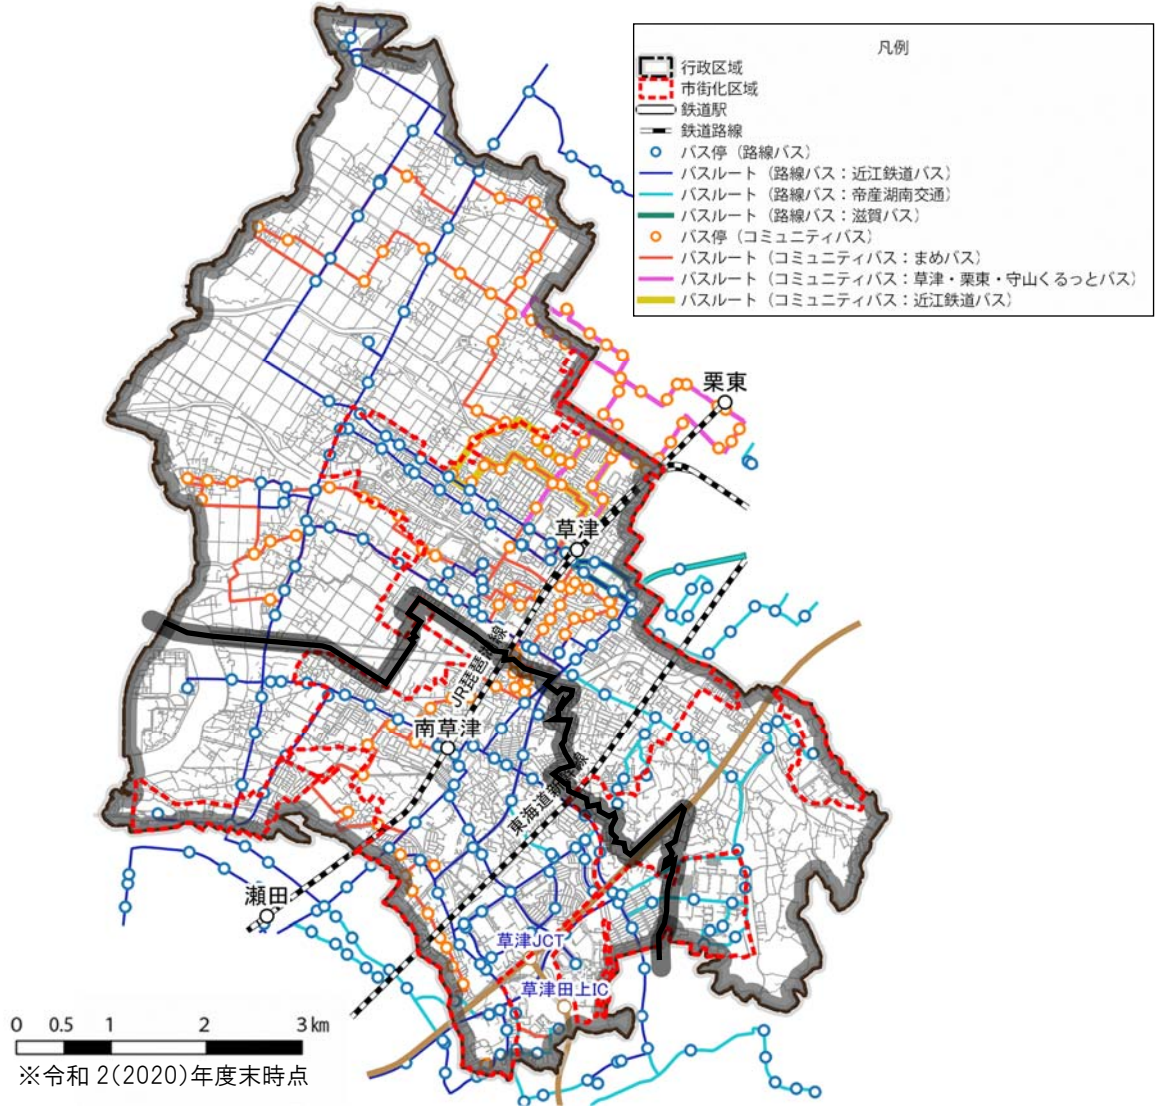 凡例
行政区域
市街化区域
鉄道駅
鉄道路線
バス停（路線バス）
バスルート（路線バス：近江鉄道バス）
バスルート（路線バス：帝産湖南交通）
バスルート（路線バス：滋賀バス）
バス停（コミュニティバス）
バスルート（コミュニティバス：まめバス）
バスルート（コミュニティバス：草津・栗東・守山くるっとバス）
バスルート（コミュニティバス：近江鉄道バス）
栗東
草津
JR琵琶湖線
南草津
東海道新幹線
瀬田
草津JCT
草津田上IC
0 0.5 1 2 3㎞
※令和2(2020)年度末時点